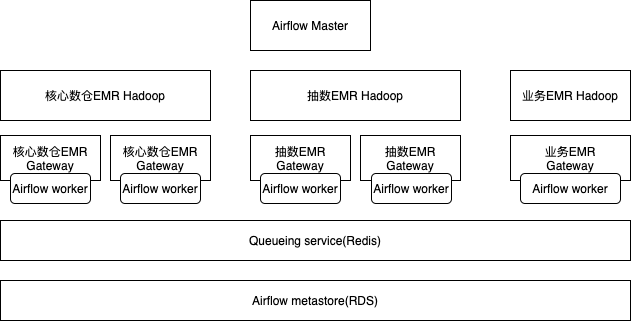 Airflow Master
核心数仓EMR Hadoop
抽数EMR Hadoop
业务EMR Hadoop
核心数仓EMR
Gateway
Airflow worker
核心数仓EMR
Gateway
Airflow worker
抽数EMR
Gateway
Airflow worker
抽数EMR
Gateway
Airflow worker
业务EMR
Gateway
Airflow worker
Queueing service(Redis)
Airflow metastore(RDS)